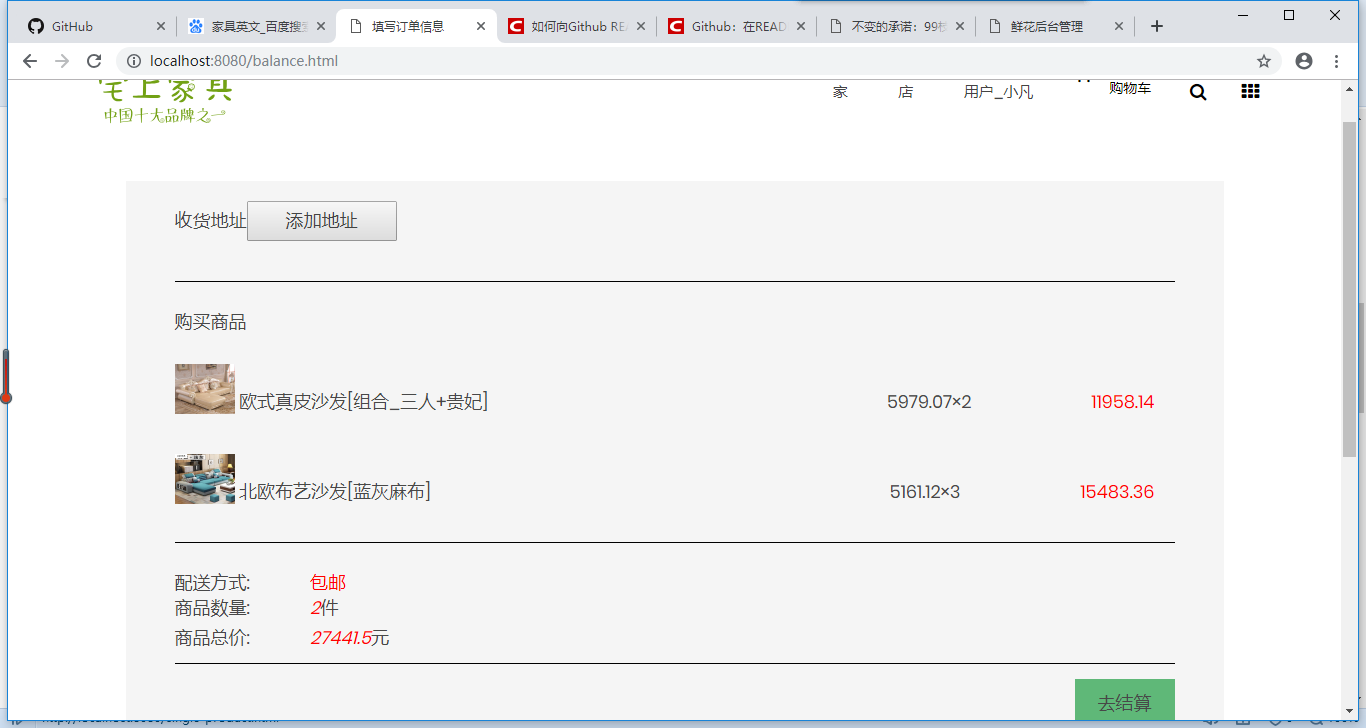 GitHub
家具英文_百度搜
填写订单信息
如何向Github RE
Github：在READ
不变的承诺：99
鲜花后台管理
localhost:8080/balance.html
宅上家具
中国十大品牌之一
家
店
用户_小凡
购物车
收货地址 添加地址
购买商品
欧式真皮沙发[组合_三人+贵妃] 5979.07×2 11958.14
北欧布艺沙发[蓝灰麻布] 5161.12×3 15483.36
配送方式: 包邮
商品数量: 2件
商品总价: 27441.5元
去结算